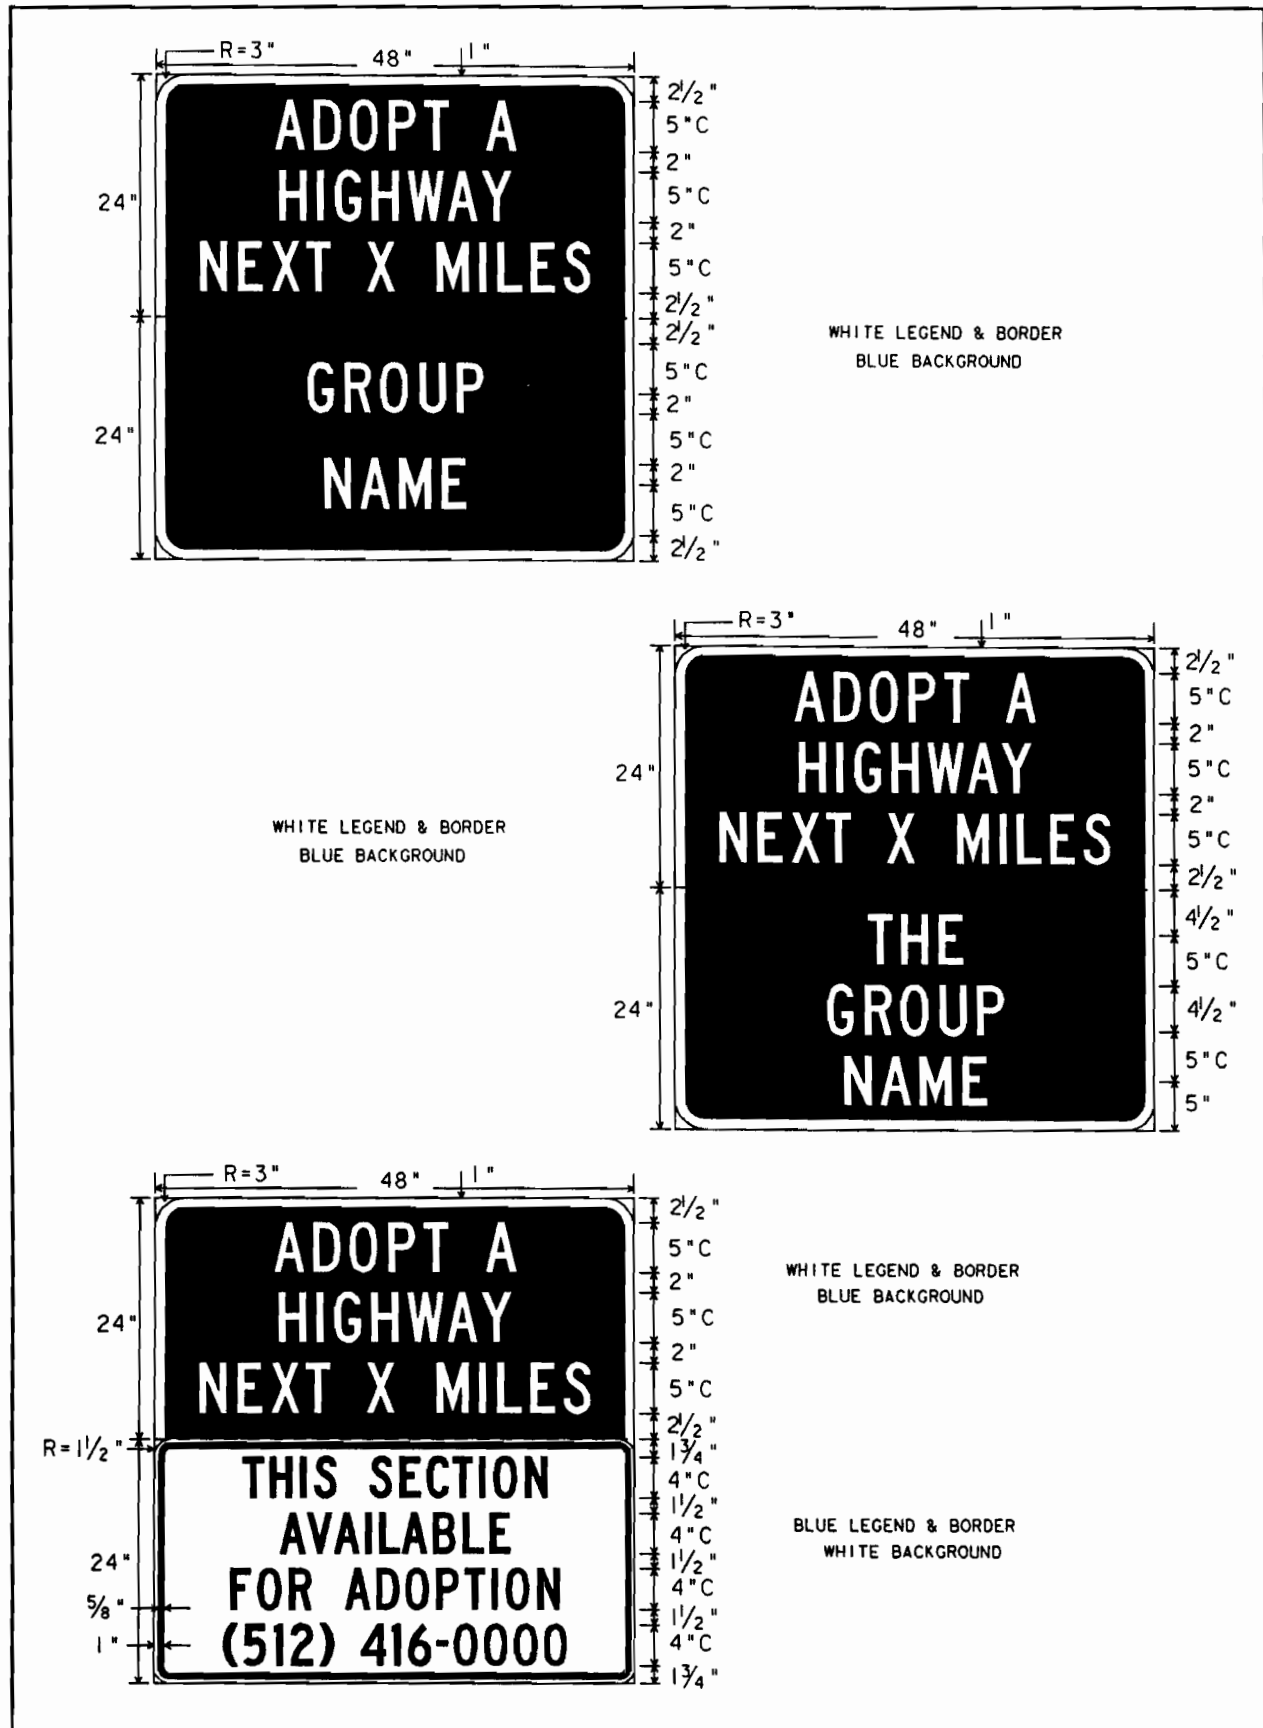 R=3" 48" 1"
ADOPT A
HIGHWAY
NEXT X MILES
GROUP
NAME
24"
24"
2½"
5"C
2"
5"C
2"
5"C
2½"
2½"
5"C
2"
5"C
2"
5"C
2½"
WHITE LEGEND & BORDER
BLUE BACKGROUND
R=3" 48" 1"
ADOPT A
HIGHWAY
NEXT X MILES
THE
GROUP
NAME
24"
24"
2½"
5"C
2"
5"C
2"
5"C
2½"
4½"
5"C
4½"
5"C
5"
WHITE LEGEND & BORDER
BLUE BACKGROUND
R=3" 48" 1"
ADOPT A
HIGHWAY
NEXT X MILES
THIS SECTION
AVAILABLE
FOR ADOPTION
(512) 416-0000
24"
R=1½"
24"
⅝"
1"
2½"
5"C
2"
5"C
2"
5"C
2½"
1¾"
4"C
1½"
4"C
1½"
4"C
1½"
4"C
1¾"
WHITE LEGEND & BORDER
BLUE BACKGROUND
BLUE LEGEND & BORDER
WHITE BACKGROUND